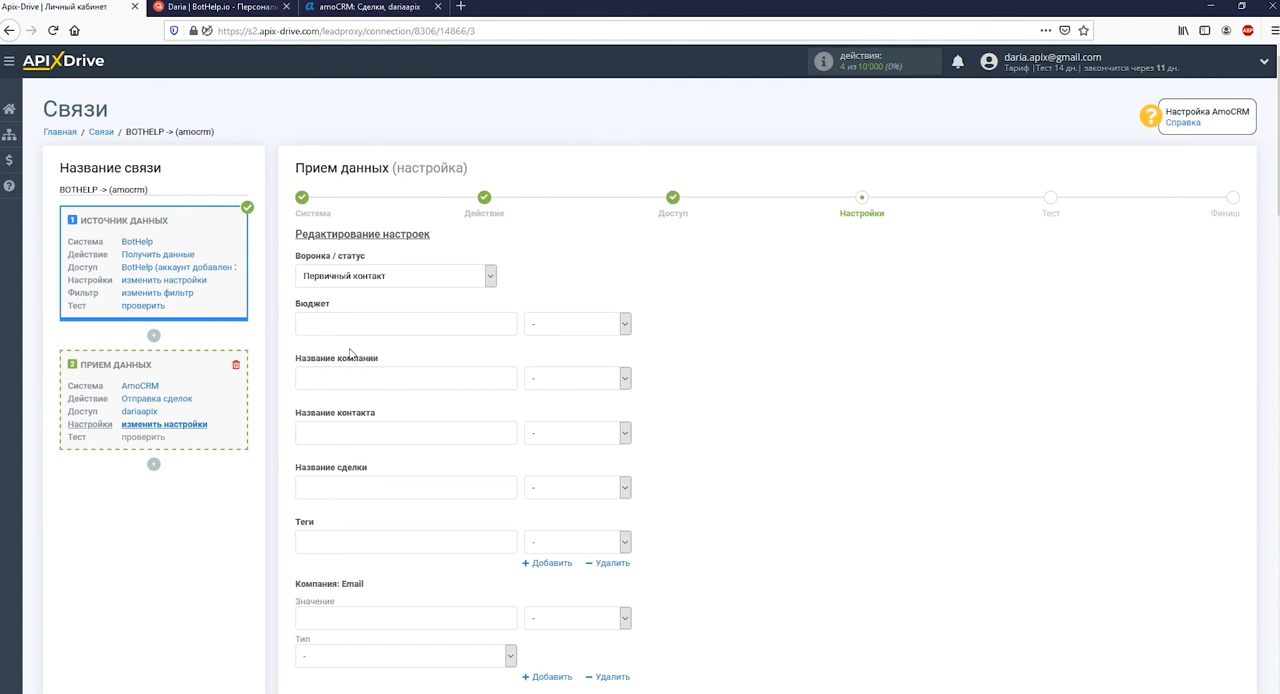 Apix-Drive | Личный кабинет
Daria | BotHelp.io - Персональ
amoCRM: Сделки, dariaapix
https://s2.apix-drive.com/leadproxy/connection/8306/14866/3
APIXDrive
действия:
4 из 10'000 (0%)
daria.apix@gmail.com
Тариф |Тест 14 дн.| закончится через 11 дн.
Связи
Главная / Связи / BOTHELP -> (amocrm)
Настройка AmoCRM
Справка
Название связи
BOTHELP -> (amocrm)
1 ИСТОЧНИК ДАННЫХ
Система BotHelp
Действие Получить данные
Доступ BotHelp (аккаунт добавлен
Настройки изменить настройки
Фильтр изменить фильтр
Тест проверить
2 ПРИЕМ ДАННЫХ
Система AmoCRM
Действие Отправка сделок
Доступ dariaapix
Настройки изменить настройки
Тест проверить
Прием данных (настройка)
Система
Действие
Доступ
Настройки
Тест
Финиш
Редактирование настроек
Воронка / статус
Первичный контакт
Бюджет
-
Название компании
-
Название контакта
-
Название сделки
-
Теги
-
+ Добавить − Удалить
Компания: Email
Значение
-
Тип
-
+ Добавить − Удалить